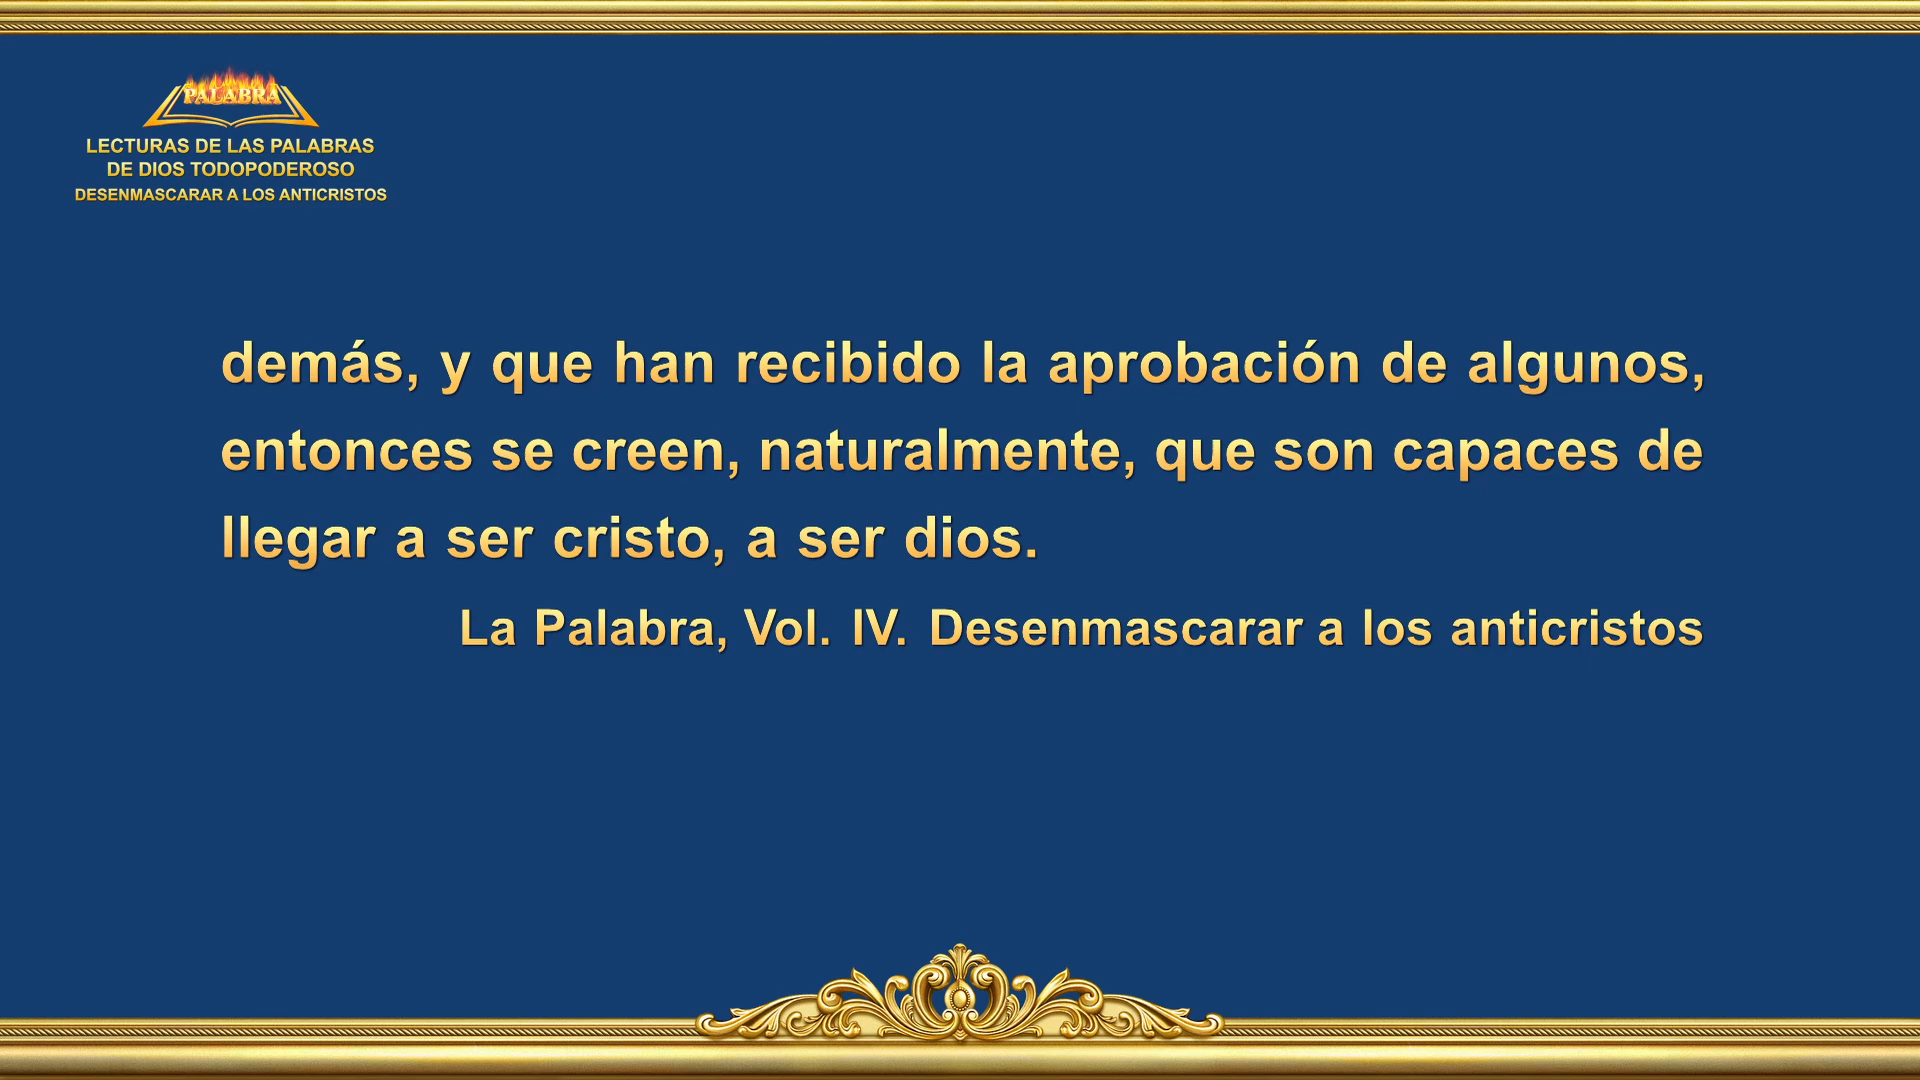 PALABRA
LECTURAS DE LAS PALABRAS
DE DIOS TODOPODEROSO
DESENMASCARAR A LOS ANTICRISTOS
demás, y que han recibido la aprobación de algunos,
entonces se creen, naturalmente, que son capaces de
llegar a ser cristo, a ser dios.
La Palabra, Vol. IV. Desenmascarar a los anticristos